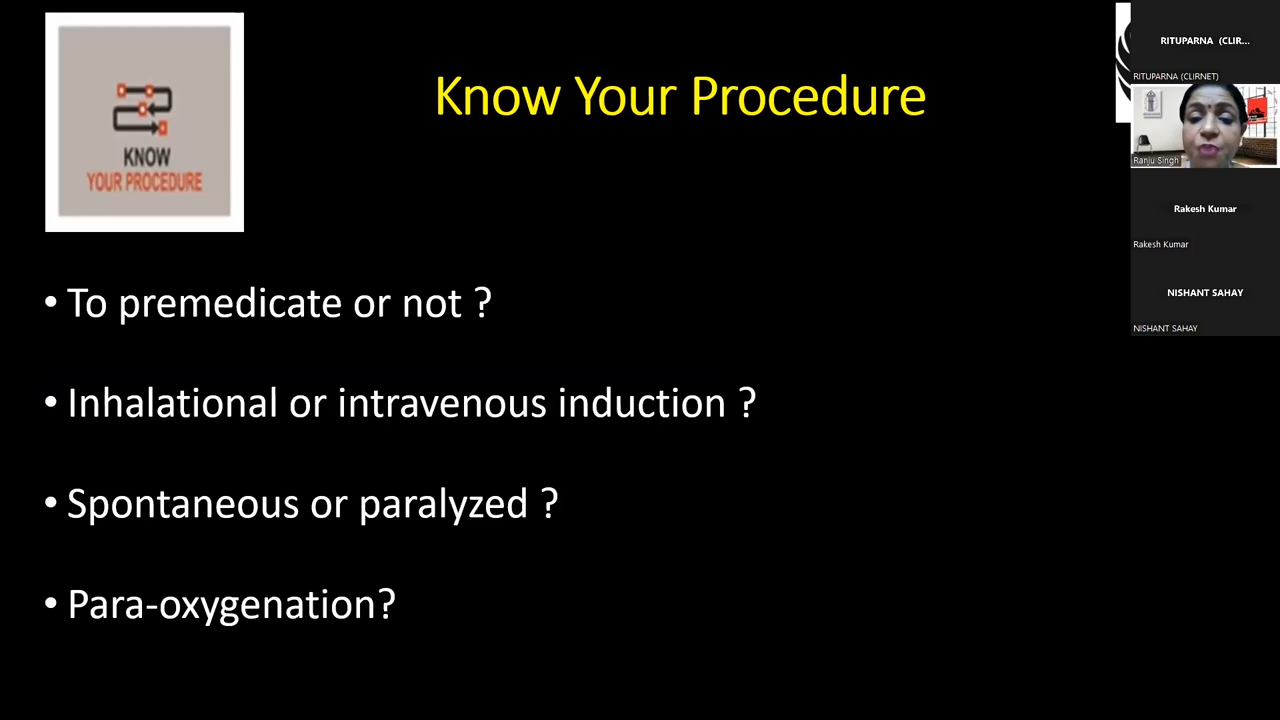 KNOW
YOUR PROCEDURE
Know Your Procedure
• To premedicate or not ?
• Inhalational or intravenous induction ?
• Spontaneous or paralyzed ?
• Para-oxygenation?
RITUPARNA (CLIR...
RITUPARNA (CLIRNET)
Ranju Singh
Rakesh Kumar
Rakesh Kumar
NISHANT SAHAY
NISHANT SAHAY